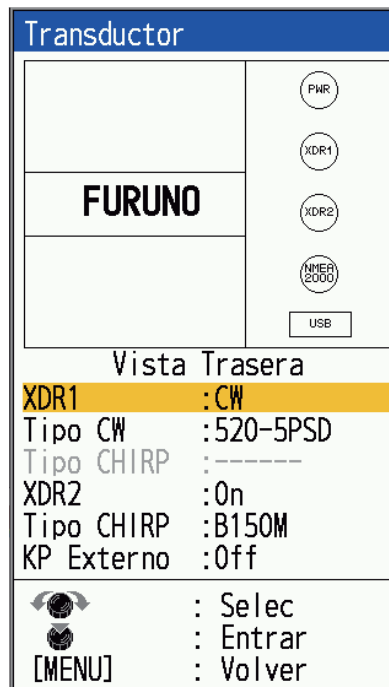 Transductor
PWR
XDR1
FURUNO
XDR2
NMEA
2000
USB
Vista Trasera
XDR1 :CW
Tipo CW :520-5PSD
Tipo CHIRP :------
XDR2 :On
Tipo CHIRP :B150M
KP Externo :Off
: Selec
: Entrar
[MENU] : Volver